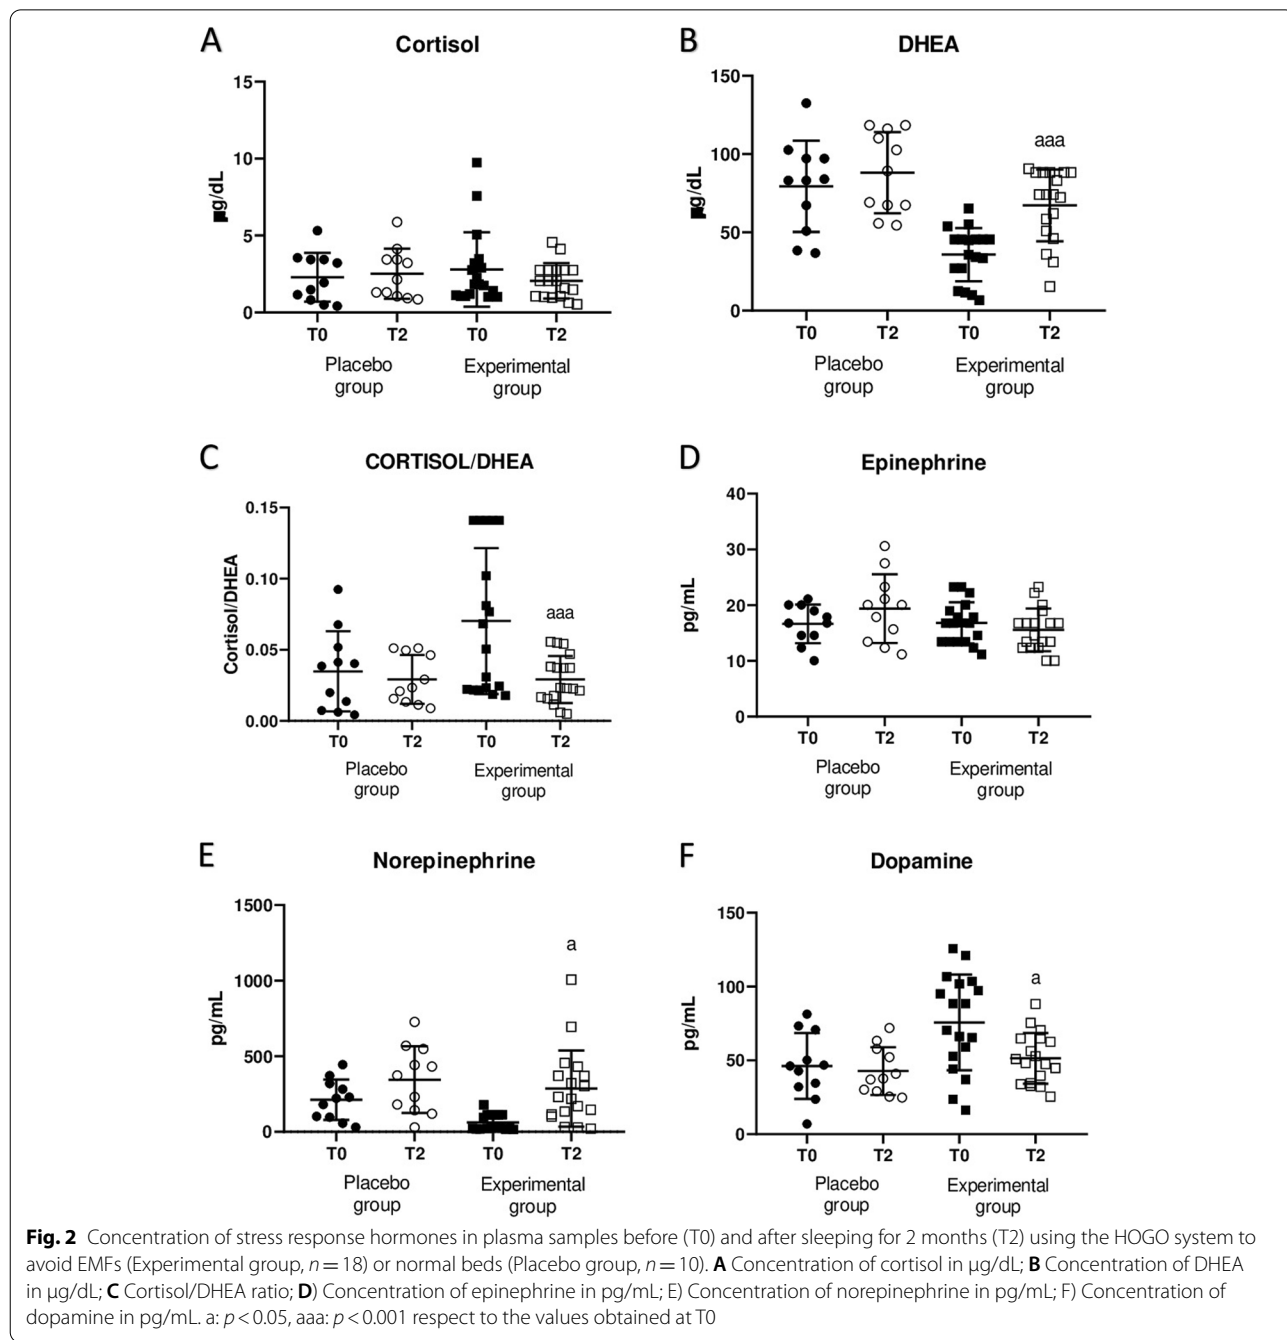 A
Cortisol
15
10
5
0
µg/dL
T0 T2 T0 T2
Placebo group
Experimental group
B
DHEA
150
100
50
0
µg/dL
aaa
T0 T2 T0 T2
Placebo group
Experimental group
C
CORTISOL/DHEA
0.15
0.10
0.05
0.00
Cortisol/DHEA
aaa
T0 T2 T0 T2
Placebo group
Experimental group
D
Epinephrine
40
30
20
10
0
pg/mL
T0 T2 T0 T2
Placebo group
Experimental group
E
Norepinephrine
1500
1000
500
0
pg/mL
a
T0 T2 T0 T2
Placebo group
Experimental group
F
Dopamine
150
100
50
0
pg/mL
a
T0 T2 T0 T2
Placebo group
Experimental group
Fig. 2 Concentration of stress response hormones in plasma samples before (T0) and after sleeping for 2 months (T2) using the HOGO system to
avoid EMFs (Experimental group, n = 18) or normal beds (Placebo group, n = 10). A Concentration of cortisol in µg/dL; B Concentration of DHEA
in µg/dL; C Cortisol/DHEA ratio; D) Concentration of epinephrine in pg/mL; E) Concentration of norepinephrine in pg/mL; F) Concentration of
dopamine in pg/mL. a: p < 0.05, aaa: p < 0.001 respect to the values obtained at T0